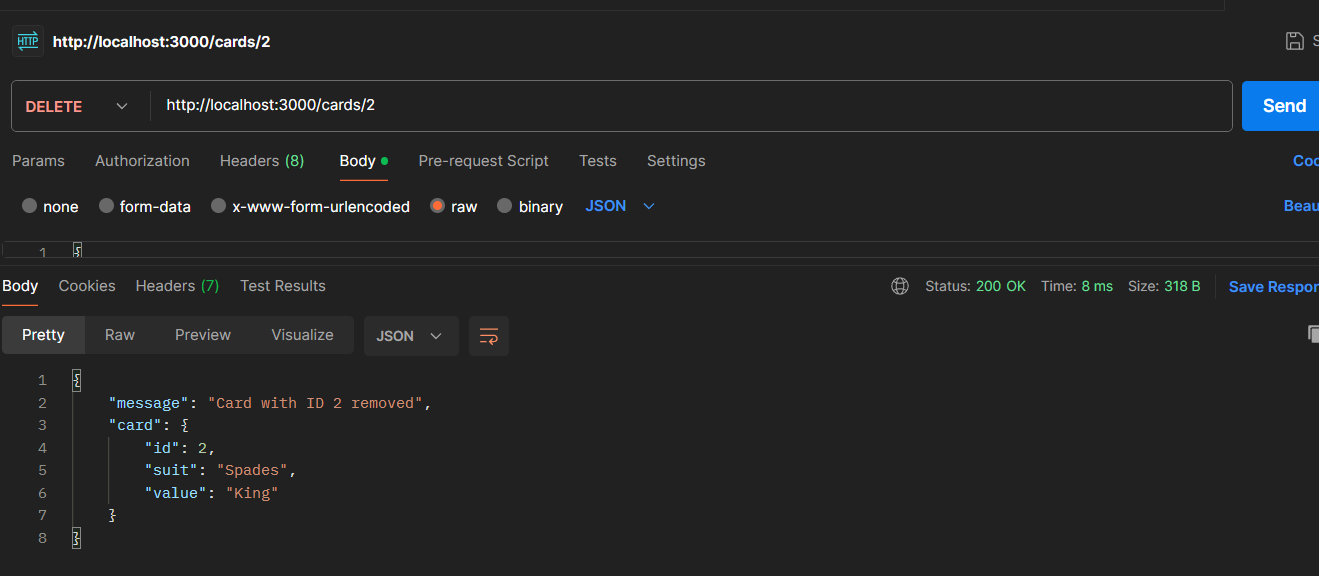 HTTP http://localhost:3000/cards/2
DELETE http://localhost:3000/cards/2 Send
Params Authorization Headers (8) Body Pre-request Script Tests Settings Coo
none form-data x-www-form-urlencoded raw binary JSON Beau
1 {
Body Cookies Headers (7) Test Results Status: 200 OK Time: 8 ms Size: 318 B Save Respon
Pretty Raw Preview Visualize JSON
1 {
2 "message": "Card with ID 2 removed",
3 "card": {
4 "id": 2,
5 "suit": "Spades",
6 "value": "King"
7 }
8 }